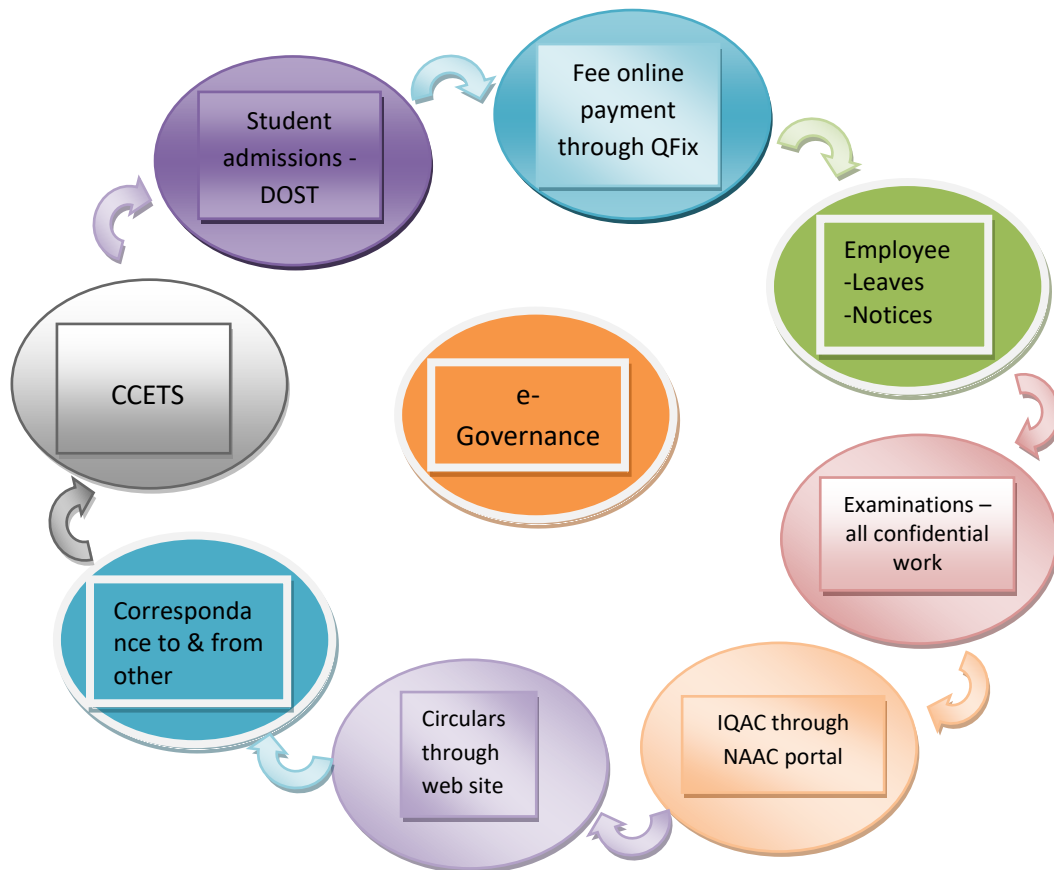 Student
admissions -
DOST
Fee online
payment
through QFix
Employee
-Leaves
-Notices
Examinations –
all confidential
work
IQAC through
NAAC portal
Circulars
through
web site
Corresponda
nce to & from
other
CCETS
e-
Governance